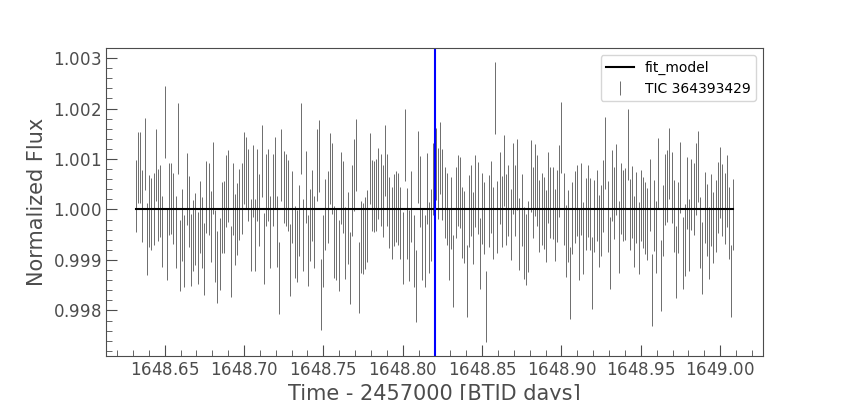 1.003
1.002
1.001
1.000
0.999
0.998
Normalized Flux
fit_model
TIC 364393429
1648.65 1648.70 1648.75 1648.80 1648.85 1648.90 1648.95 1649.00
Time - 2457000 [BTJD days]